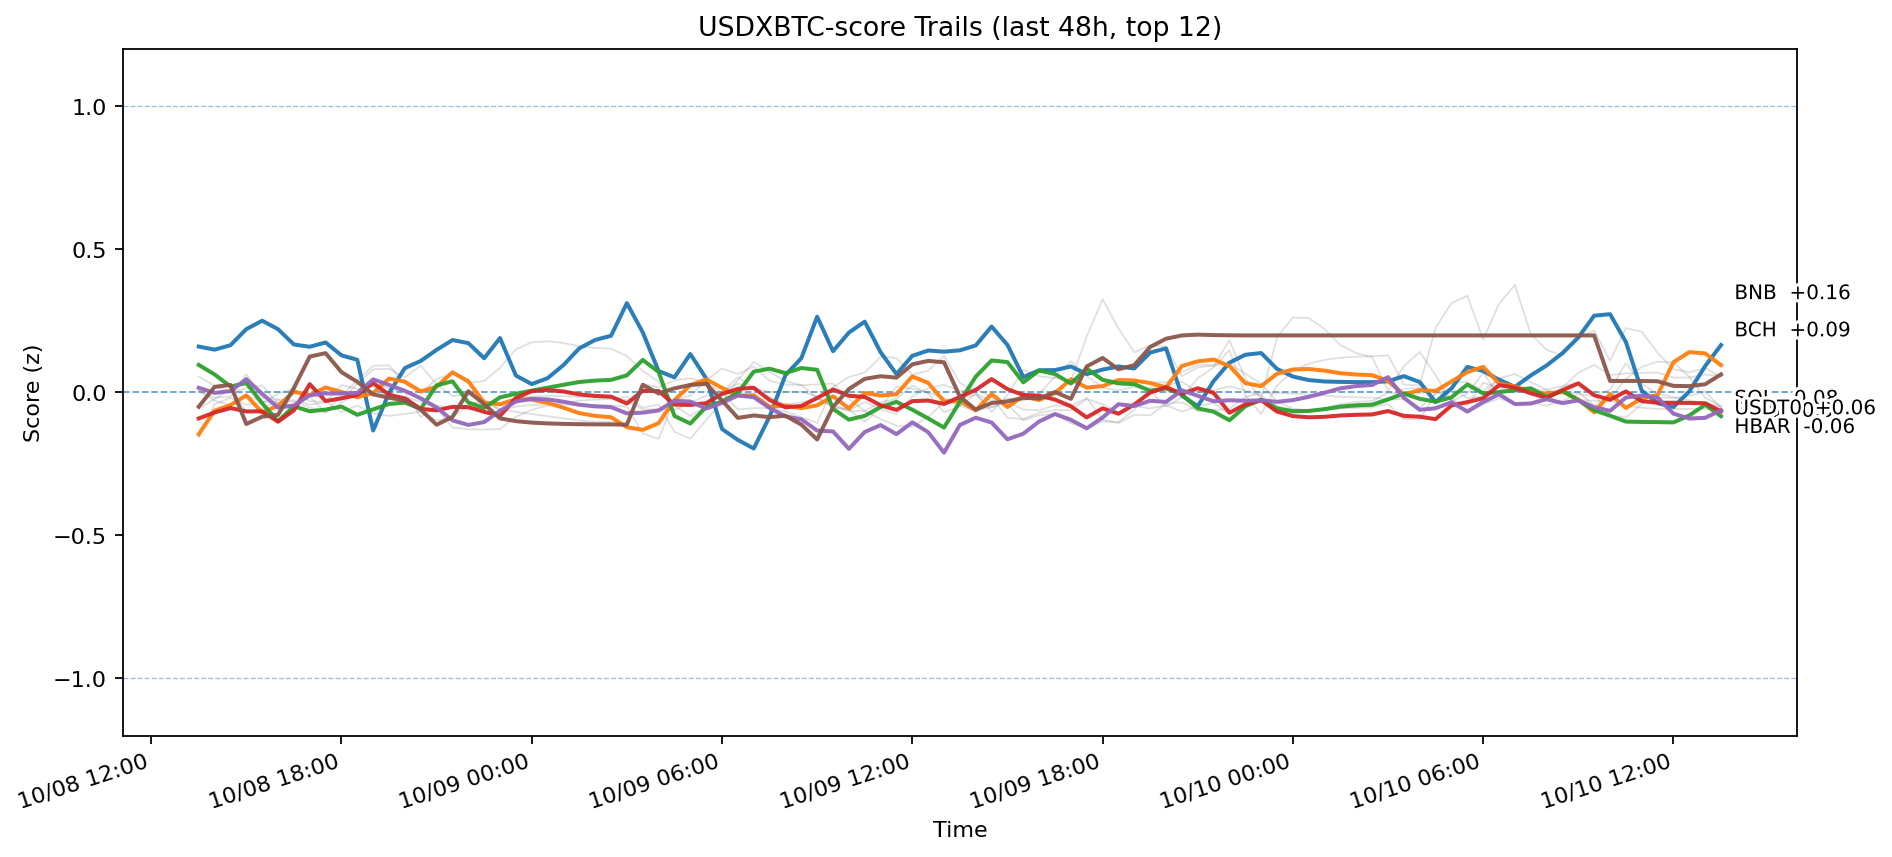 USDXBTC-score Trails (last 48h, top 12)
Score (z)
1.0
0.5
0.0
−0.5
−1.0
BNB +0.16
BCH +0.09
USDT00 +0.06
HBAR -0.06
10/08 12:00
10/08 18:00
10/09 00:00
10/09 06:00
10/09 12:00
10/09 18:00
10/10 00:00
10/10 06:00
10/10 12:00
Time